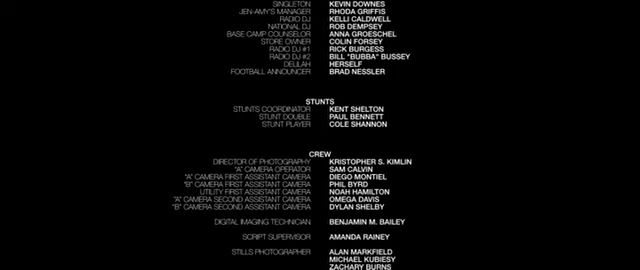 SINGLETON KEVIN DOWNES
JEN-AMY'S MANAGER RHODA GRIFFIS
RADIO DJ KELLI CALDWELL
NATIONAL DJ ROB DEMPSEY
BASE CAMP COUNSELOR ANNA GROESCHEL
STORE OWNER COLIN FORSEY
RADIO DJ #1 RICK BURGESS
RADIO DJ #2 BILL "BUBBA" BUSSEY
DELILAH HERSELF
FOOTBALL ANNOUNCER BRAD NESSLER
STUNTS
STUNTS COORDINATOR KENT SHELTON
STUNT DOUBLE PAUL BENNETT
STUNT PLAYER COLE SHANNON
CREW
DIRECTOR OF PHOTOGRAPHY KRISTOPHER S. KIMLIN
"A" CAMERA OPERATOR SAM CALVIN
"A" CAMERA FIRST ASSISTANT CAMERA DIEGO MONTIEL
"B" CAMERA FIRST ASSISTANT CAMERA PHIL BYRD
UTILITY FIRST ASSISTANT CAMERA NOAH HAMILTON
"A" CAMERA SECOND ASSISTANT CAMERA OMEGA DAVIS
"B" CAMERA SECOND ASSISTANT CAMERA DYLAN SHELBY
DIGITAL IMAGING TECHNICIAN BENJAMIN M. BAILEY
SCRIPT SUPERVISOR AMANDA RAINEY
STILLS PHOTOGRAPHER ALAN MARKFIELD
MICHAEL KUBIESY
ZACHARY BURNS